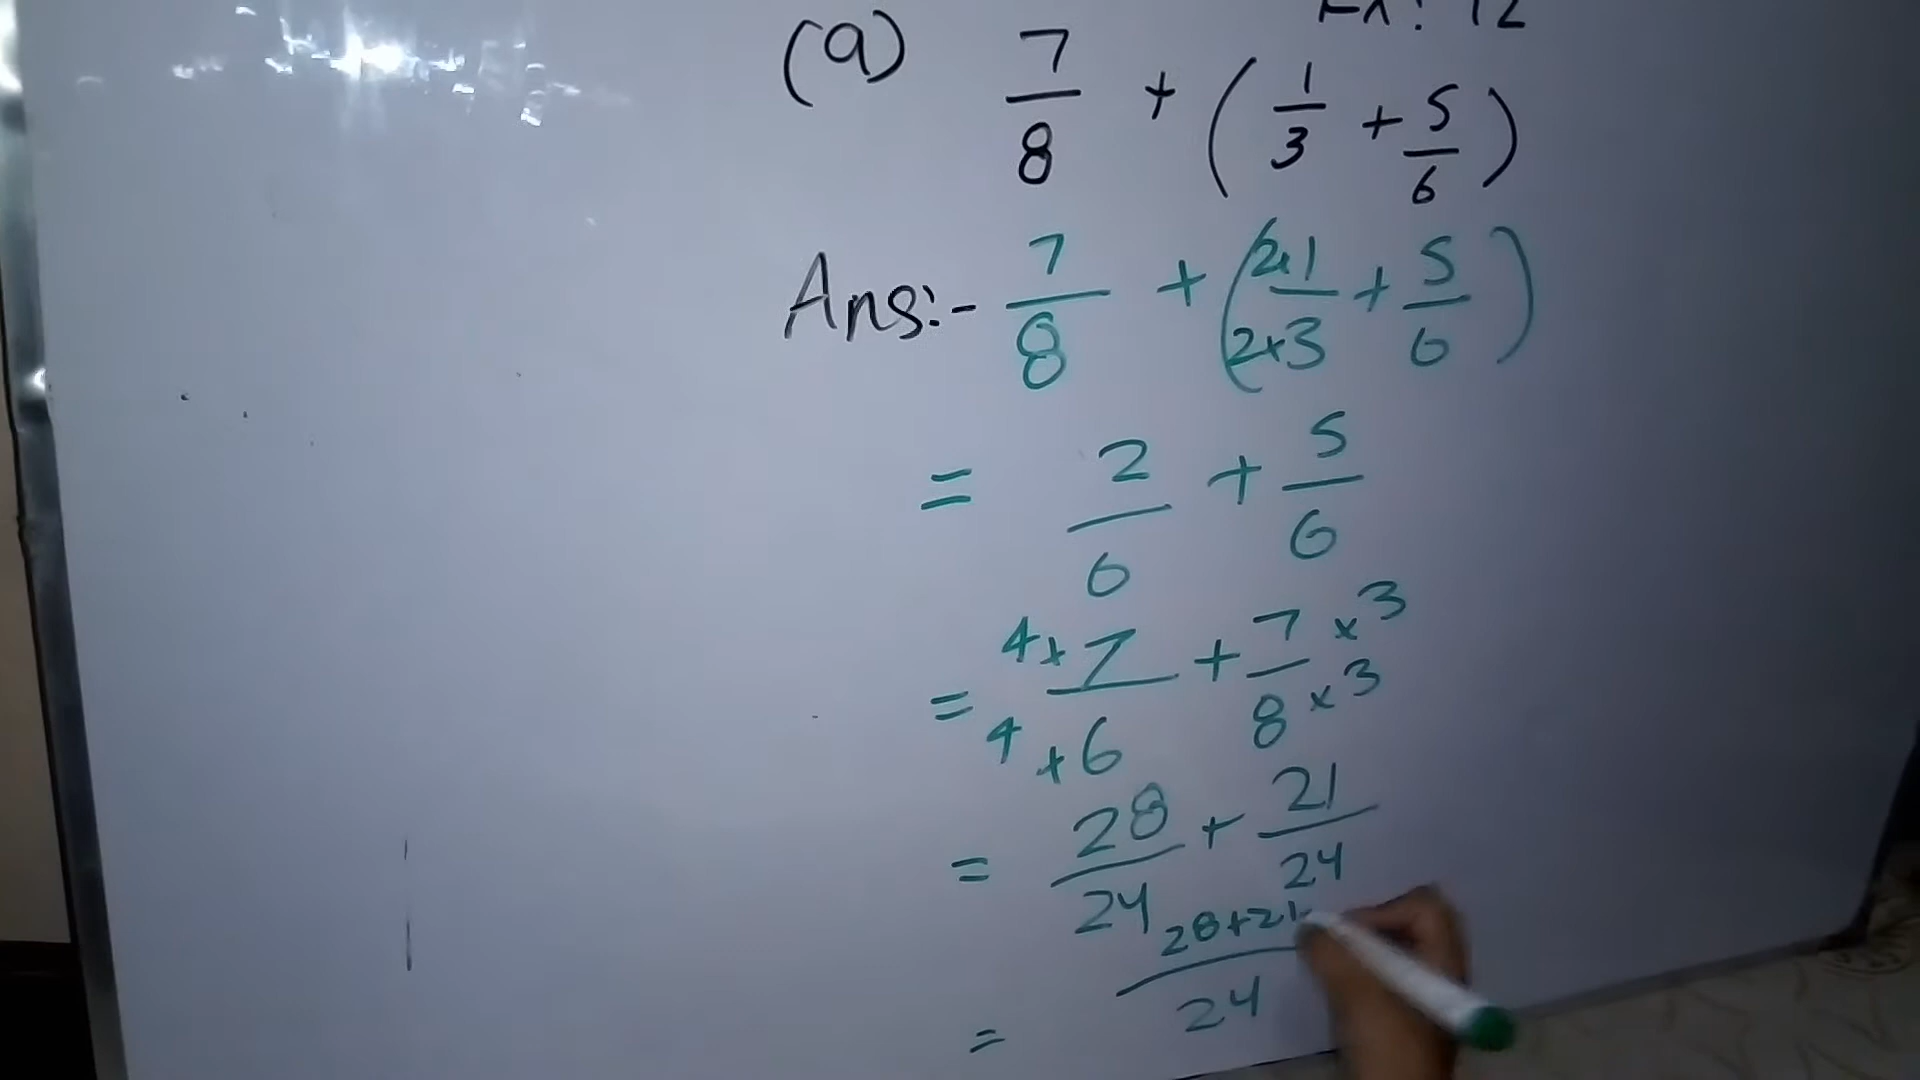 Ex: 12
(a) 7/8 + (1/3 + 5/6)
Ans:- 7/8 + (2×1/2×3 + 5/6)
= 2/6 + 5/6
= 4×7/4×6 + 7×3/8×3
= 28/24 + 21/24
28+21/24
=